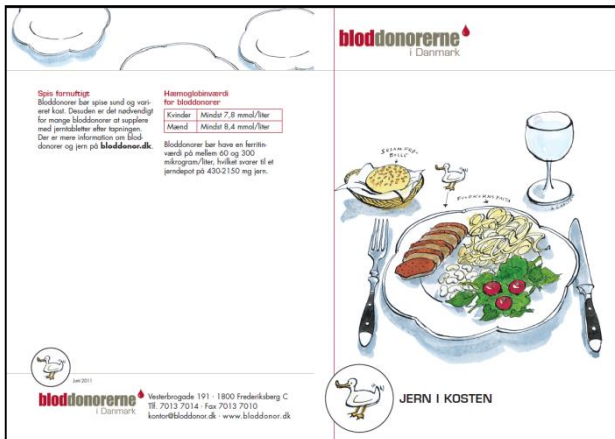 Spis fornuftigt
Bloddonorer bør spise sund og vari-
eret kost. Desuden er det nødvendigt
for mange bloddonorer at supplere
med jerntabletter efter tapningen.
Der er mere information om blod-
donorer og jern på bloddonor.dk.
Hæmoglobinværdi
for bloddonorer
Kvinder Mindst 7,8 mmol/liter
Mænd Mindst 8,4 mmol/liter
Bloddonorer bør have en ferritin-
værdi på mellem 60 og 300
mikrogram/liter, hvilket svarer til et
jerndepot på 430-2150 mg jern.
Juni 2011
bloddonorerne
i Danmark
Vesterbrogade 191 · 1800 Frederiksberg C
Tlf. 7013 7014 · Fax 7013 7010
kontor@bloddonor.dk · www.bloddonor.dk
bloddonorerne
i Danmark
SESAM FRØ-
BOLLE
FULDKORNSPASTA
JERN I KOSTEN